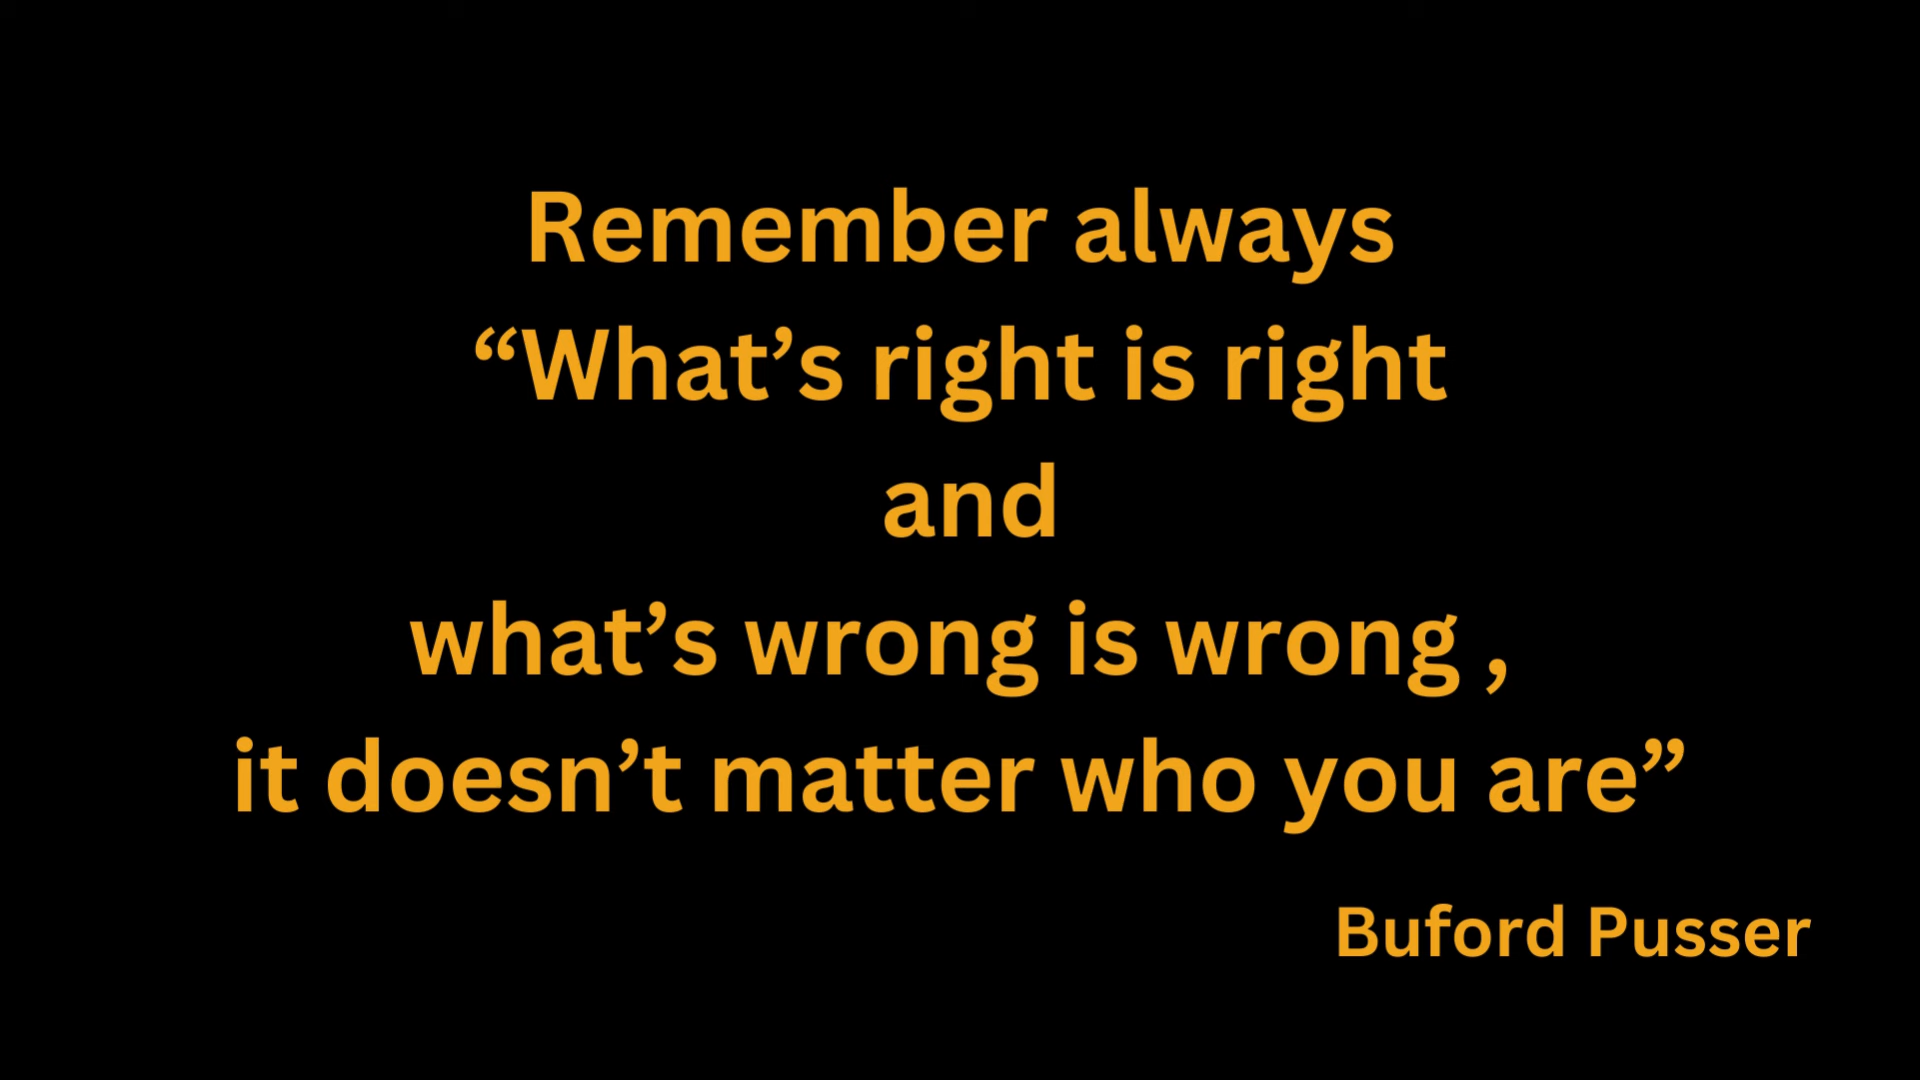 Remember always
“What’s right is right
and
what’s wrong is wrong ,
it doesn’t matter who you are”
Buford Pusser